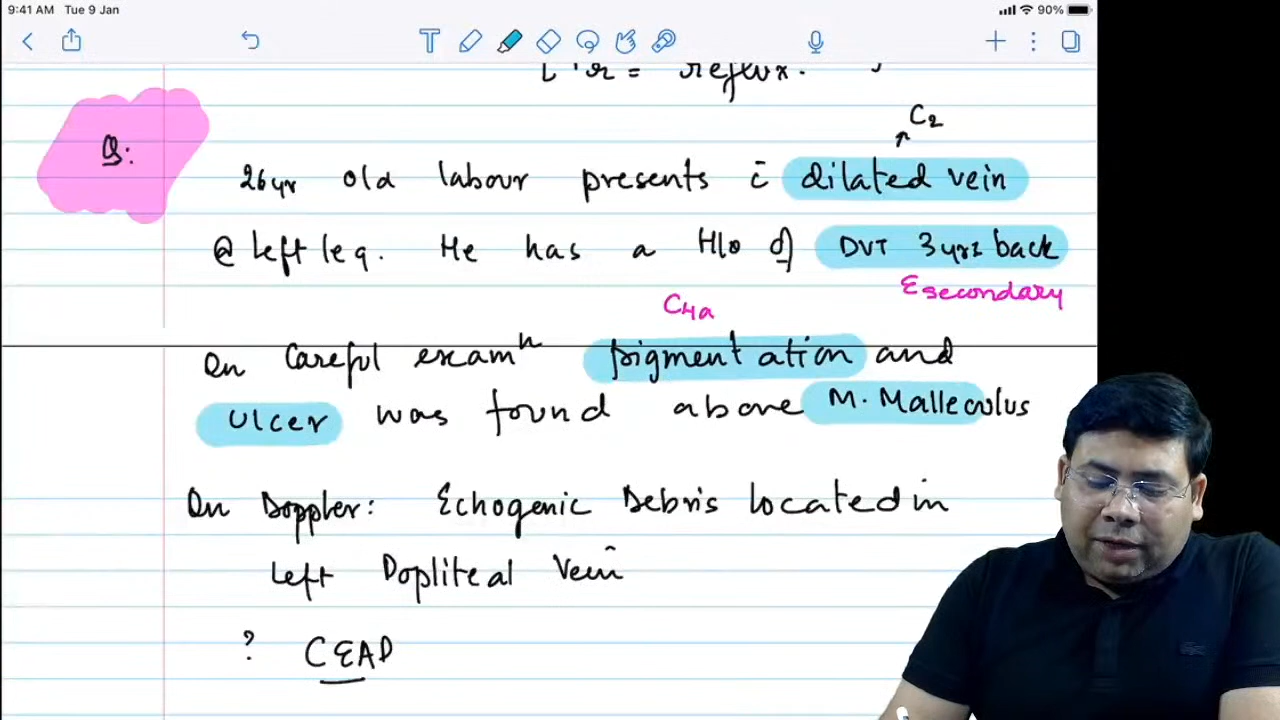 9:41 AM Tue 9 Jan
90%
= reflux.
C2
Q:
26yr old labour presents c̄ dilated vein
@ left leg. He has a H/o of DVT 3yrs back
Esecondary
C4a
On Careful examⁿ pigmentation and
Ulcer was found above M. Malleolus
On Doppler: Echogenic Debris located in
left Popliteal Vein
? CEAP